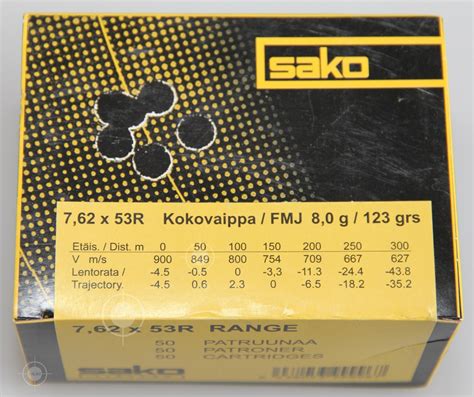 sako
7,62 x 53R Kokovaippa / FMJ 8,0 g / 123 grs
Etäis. / Dist. m 0 50 100 150 200 250 300
V m/s 900 849 800 754 709 667 627
Lentorata / -4.5 -0.5 0 -3,3 -11.3 -24.4 -43.8
Trajectory. -4.5 0.6 2.3 0 -6.5 -18.2 -35.2
7,62 x 53R RANGE
50 PATRUUNAA
50 PATRONER
50 CARTRIDGES
sako